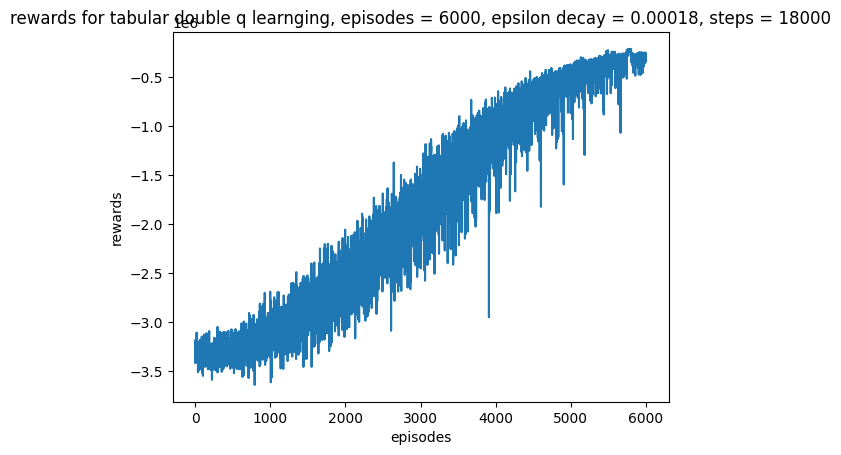 rewards for tabular double q learnging, episodes = 6000, epsilon decay = 0.00018, steps = 18000
1e6
−0.5
−1.0
−1.5
−2.0
−2.5
−3.0
−3.5
rewards
0 1000 2000 3000 4000 5000 6000
episodes